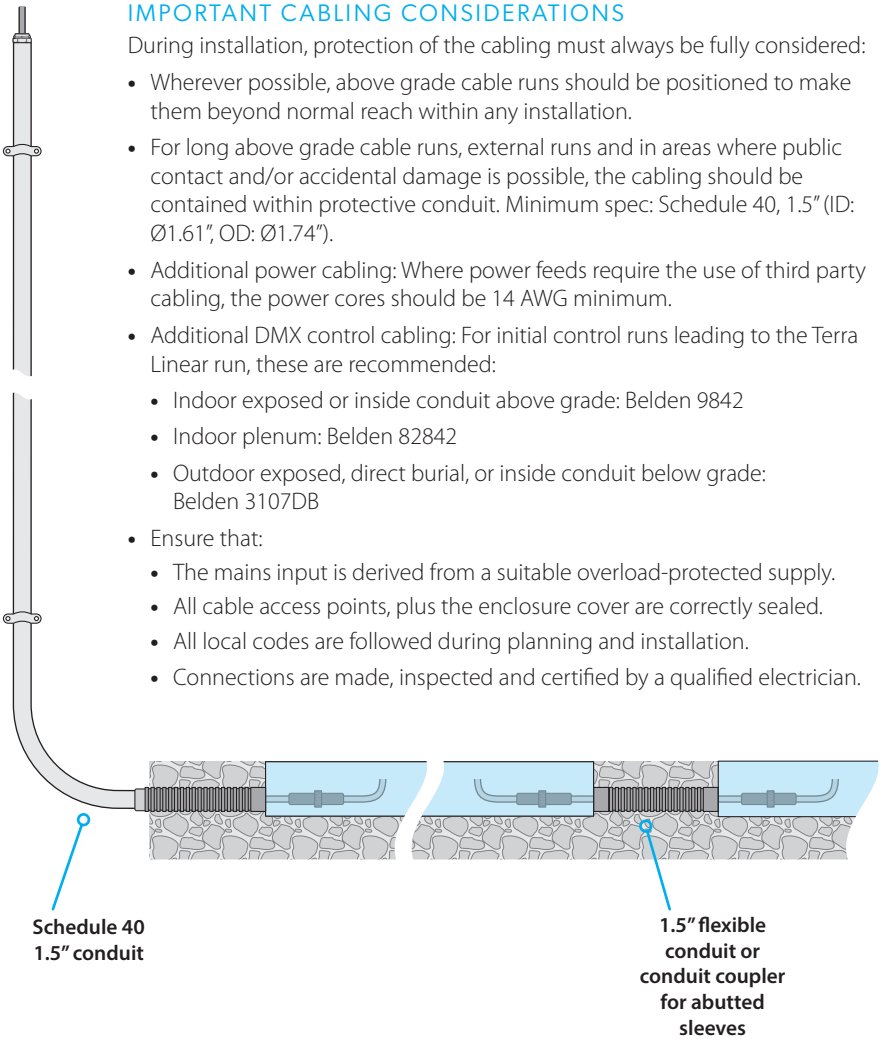 IMPORTANT CABLING CONSIDERATIONS
During installation, protection of the cabling must always be fully considered:
• Wherever possible, above grade cable runs should be positioned to make
them beyond normal reach within any installation.
• For long above grade cable runs, external runs and in areas where public
contact and/or accidental damage is possible, the cabling should be
contained within protective conduit. Minimum spec: Schedule 40, 1.5” (ID:
Ø1.61”, OD: Ø1.74”).
• Additional power cabling: Where power feeds require the use of third party
cabling, the power cores should be 14 AWG minimum.
• Additional DMX control cabling: For initial control runs leading to the Terra
Linear run, these are recommended:
• Indoor exposed or inside conduit above grade: Belden 9842
• Indoor plenum: Belden 82842
• Outdoor exposed, direct burial, or inside conduit below grade:
Belden 3107DB
• Ensure that:
• The mains input is derived from a suitable overload-protected supply.
• All cable access points, plus the enclosure cover are correctly sealed.
• All local codes are followed during planning and installation.
• Connections are made, inspected and certified by a qualified electrician.
Schedule 40
1.5” conduit
1.5” flexible
conduit or
conduit coupler
for abutted
sleeves